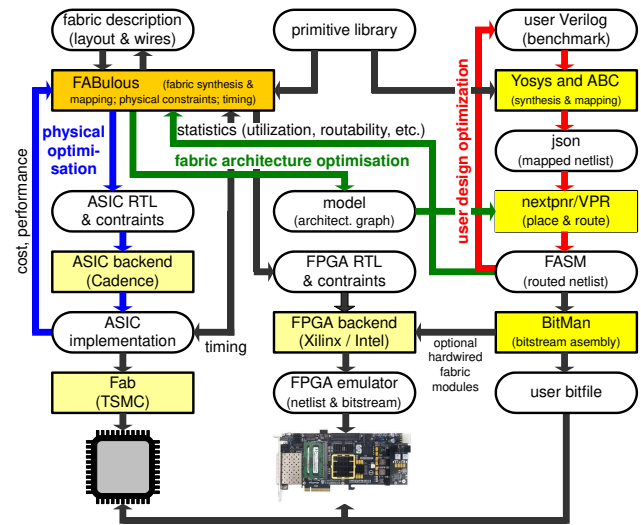 fabric description
(layout & wires)
primitive library
user Verilog
(benchmark)
FABulous (fabric synthesis &
mapping; physical constraints; timing)
Yosys and ABC
(synthesis & mapping)
physical
optimi-
sation
statistics (utilization, routability, etc.)
fabric architecture optimisation
user design optimization
json
(mapped netlist)
cost, performance
ASIC RTL
& contraints
model
(architect. graph)
nextpnr/VPR
(place & route)
ASIC backend
(Cadence)
FPGA RTL
& contraints
FASM
(routed netlist)
ASIC
implementation
timing
FPGA backend
(Xilinx / Intel)
optional
hardwired
fabric
modules
BitMan
(bitstream asembly)
Fab
(TSMC)
FPGA emulator
(netlist & bitstream)
user bitfile